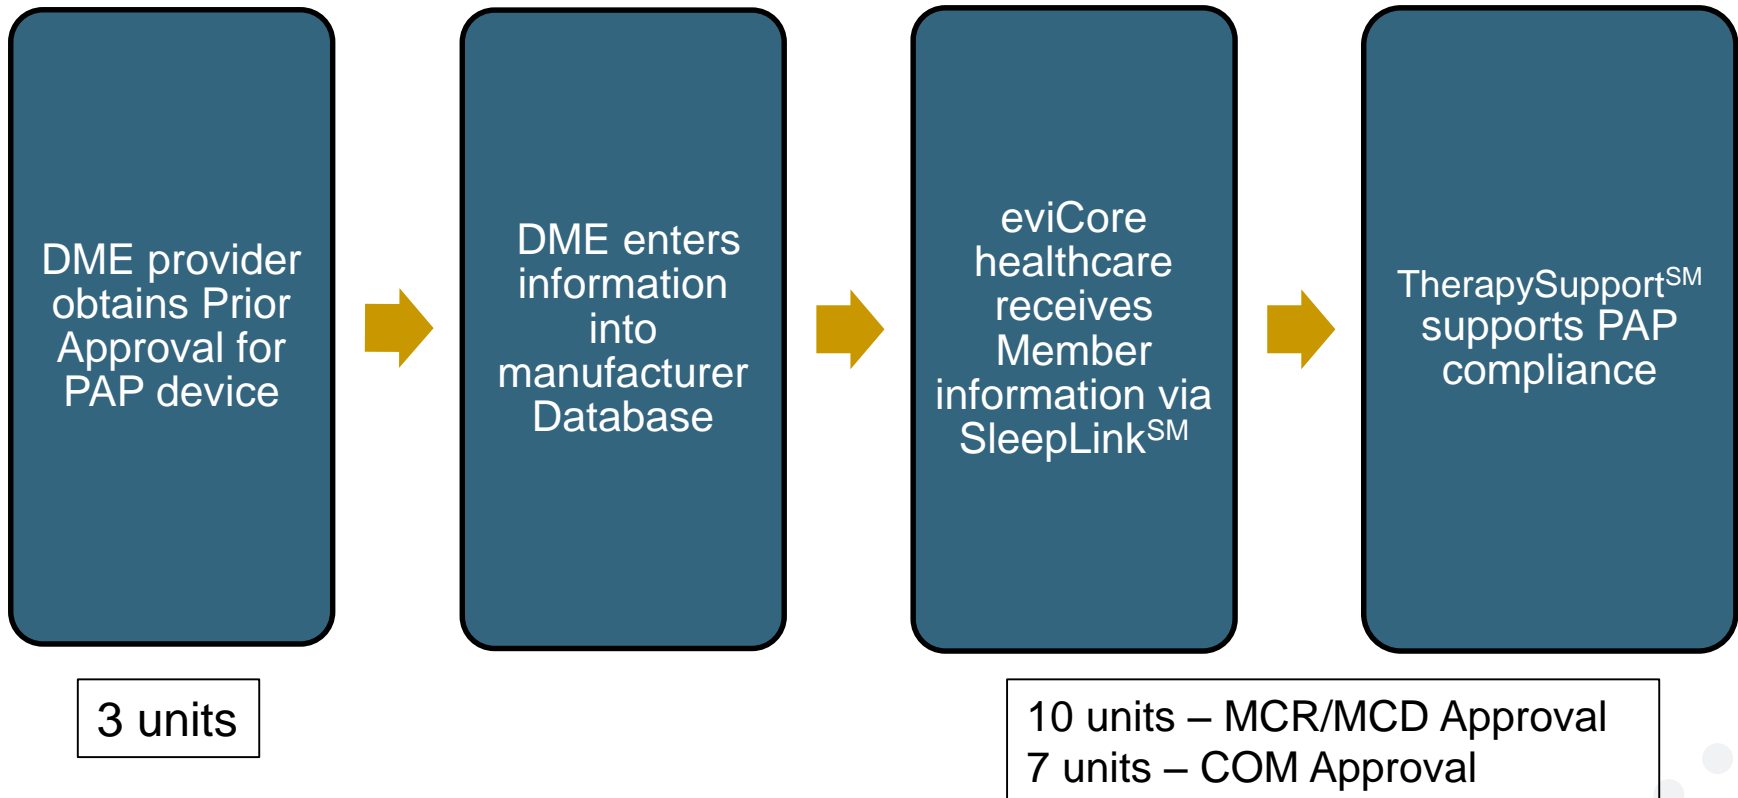 DME provider
obtains Prior
Approval for
PAP device
DME enters
information
into
manufacturer
Database
eviCore
healthcare
receives
Member
information via
SleepLinkSM
TherapySupportSM
supports PAP
compliance
3 units
10 units – MCR/MCD Approval
7 units – COM Approval